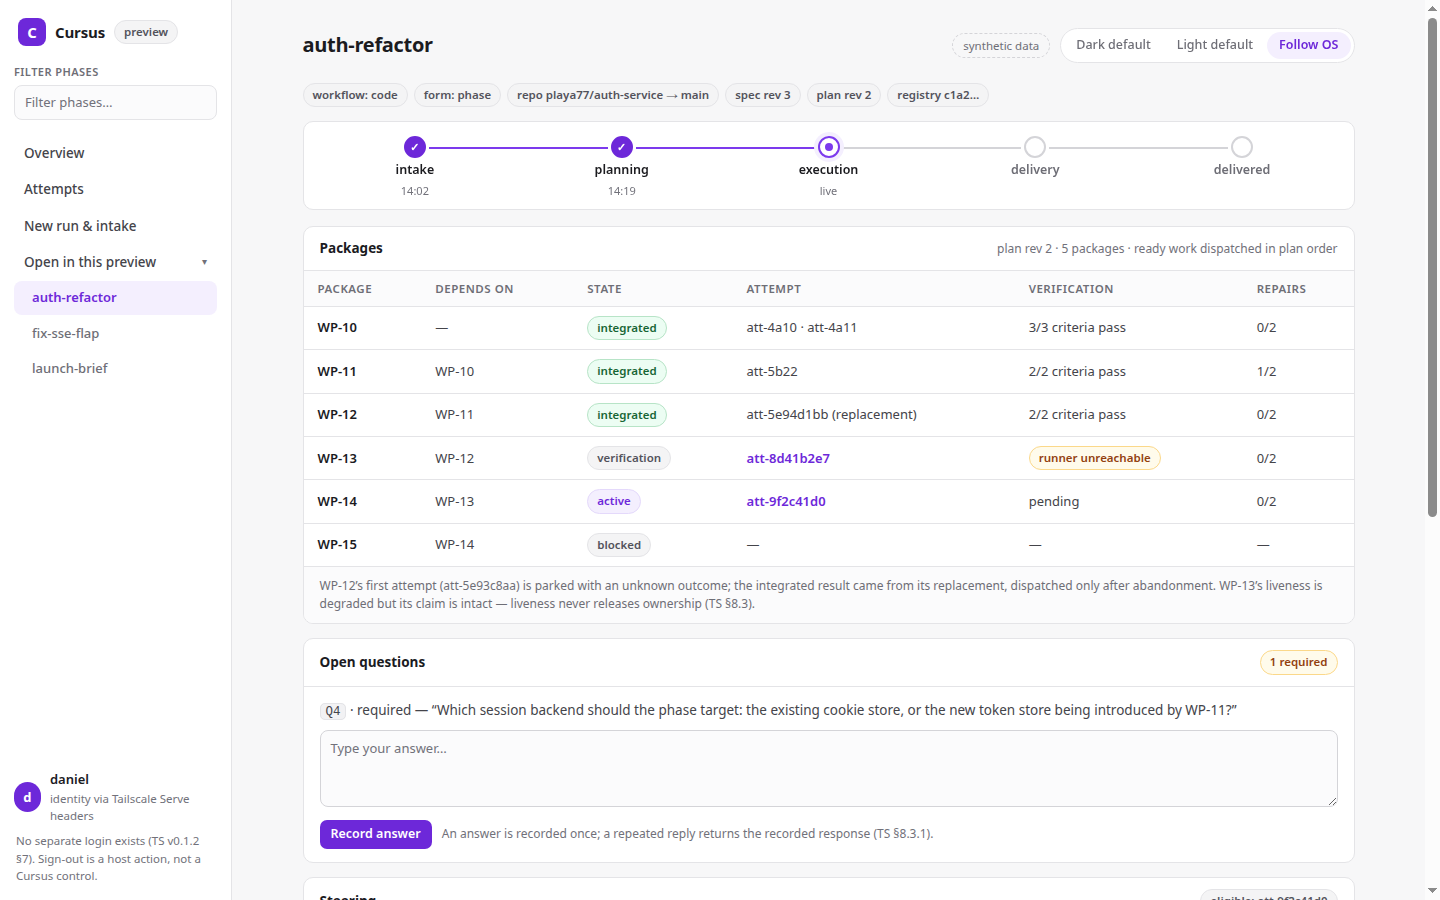 C Cursus preview
FILTER PHASES
Filter phases...
Overview
Attempts
New run & intake
Open in this preview ▾
auth-refactor
fix-sse-flap
launch-brief
d
daniel
identity via Tailscale Serve
headers
No separate login exists (TS v0.1.2
§7). Sign-out is a host action, not a
Cursus control.
auth-refactor
synthetic data
Dark default Light default Follow OS
workflow: code form: phase repo playa77/auth-service → main spec rev 3 plan rev 2 registry c1a2...
✓ ✓
intake planning execution delivery delivered
14:02 14:19 live
Packages plan rev 2 · 5 packages · ready work dispatched in plan order
PACKAGE DEPENDS ON STATE ATTEMPT VERIFICATION REPAIRS
WP-10 — integrated att-4a10 · att-4a11 3/3 criteria pass 0/2
WP-11 WP-10 integrated att-5b22 2/2 criteria pass 1/2
WP-12 WP-11 integrated att-5e94d1bb (replacement) 2/2 criteria pass 0/2
WP-13 WP-12 verification att-8d41b2e7 runner unreachable 0/2
WP-14 WP-13 active att-9f2c41d0 pending 0/2
WP-15 WP-14 blocked — — —
WP-12’s first attempt (att-5e93c8aa) is parked with an unknown outcome; the integrated result came from its replacement, dispatched only after abandonment. WP-13’s liveness is
degraded but its claim is intact — liveness never releases ownership (TS §8.3).
Open questions 1 required
Q4 · required — “Which session backend should the phase target: the existing cookie store, or the new token store being introduced by WP-11?”
Type your answer...
Record answer An answer is recorded once; a repeated reply returns the recorded response (TS §8.3.1).
Steering eligible: att-9f2c41d0